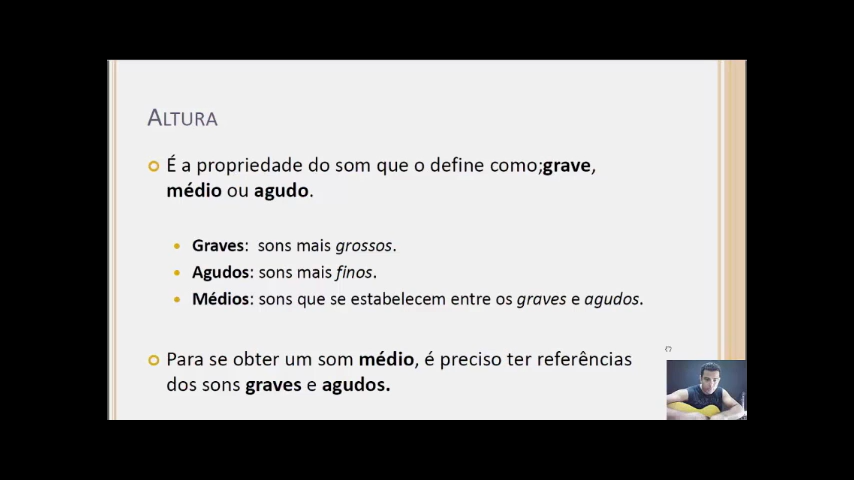 ALTURA
É a propriedade do som que o define como;grave,
médio ou agudo.
Graves: sons mais grossos.
Agudos: sons mais finos.
Médios: sons que se estabelecem entre os graves e agudos.
Para se obter um som médio, é preciso ter referências
dos sons graves e agudos.